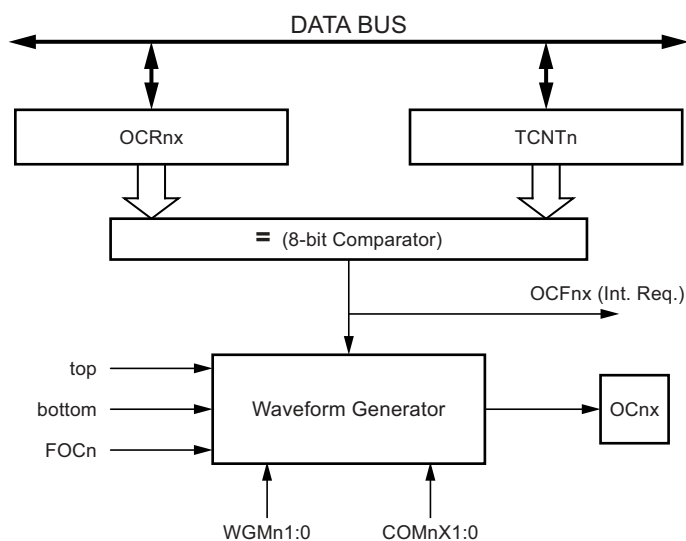 DATA BUS
OCRnx
TCNTn
= (8-bit Comparator)
OCFnx (Int. Req.)
top
bottom
FOCn
Waveform Generator
OCnx
WGMn1:0
COMnX1:0